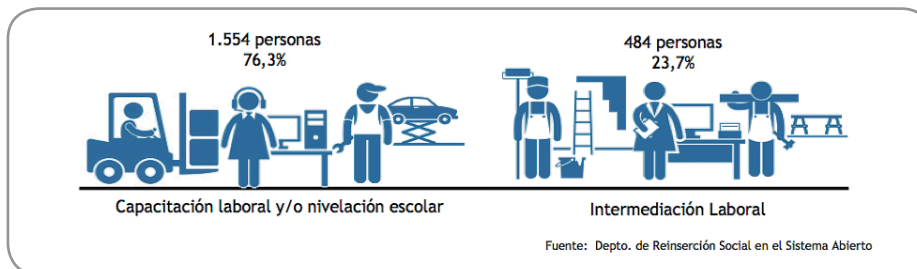 1.554 personas
76,3%
484 personas
23,7%
Capacitación laboral y/o nivelación escolar
Intermediación Laboral
Fuente: Depto. de Reinserción Social en el Sistema Abierto